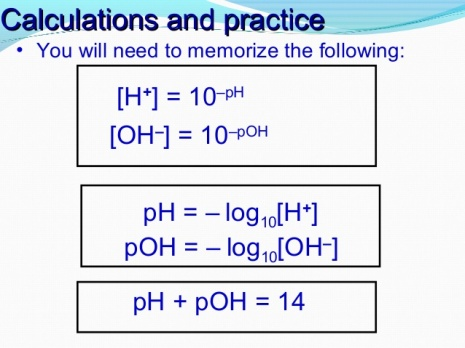 Calculations and practice
• You will need to memorize the following:
[H⁺] = 10⁻ᵖᴴ
[OH⁻] = 10⁻ᵖᴼᴴ
pH = – log₁₀[H⁺]
pOH = – log₁₀[OH⁻]
pH + pOH = 14